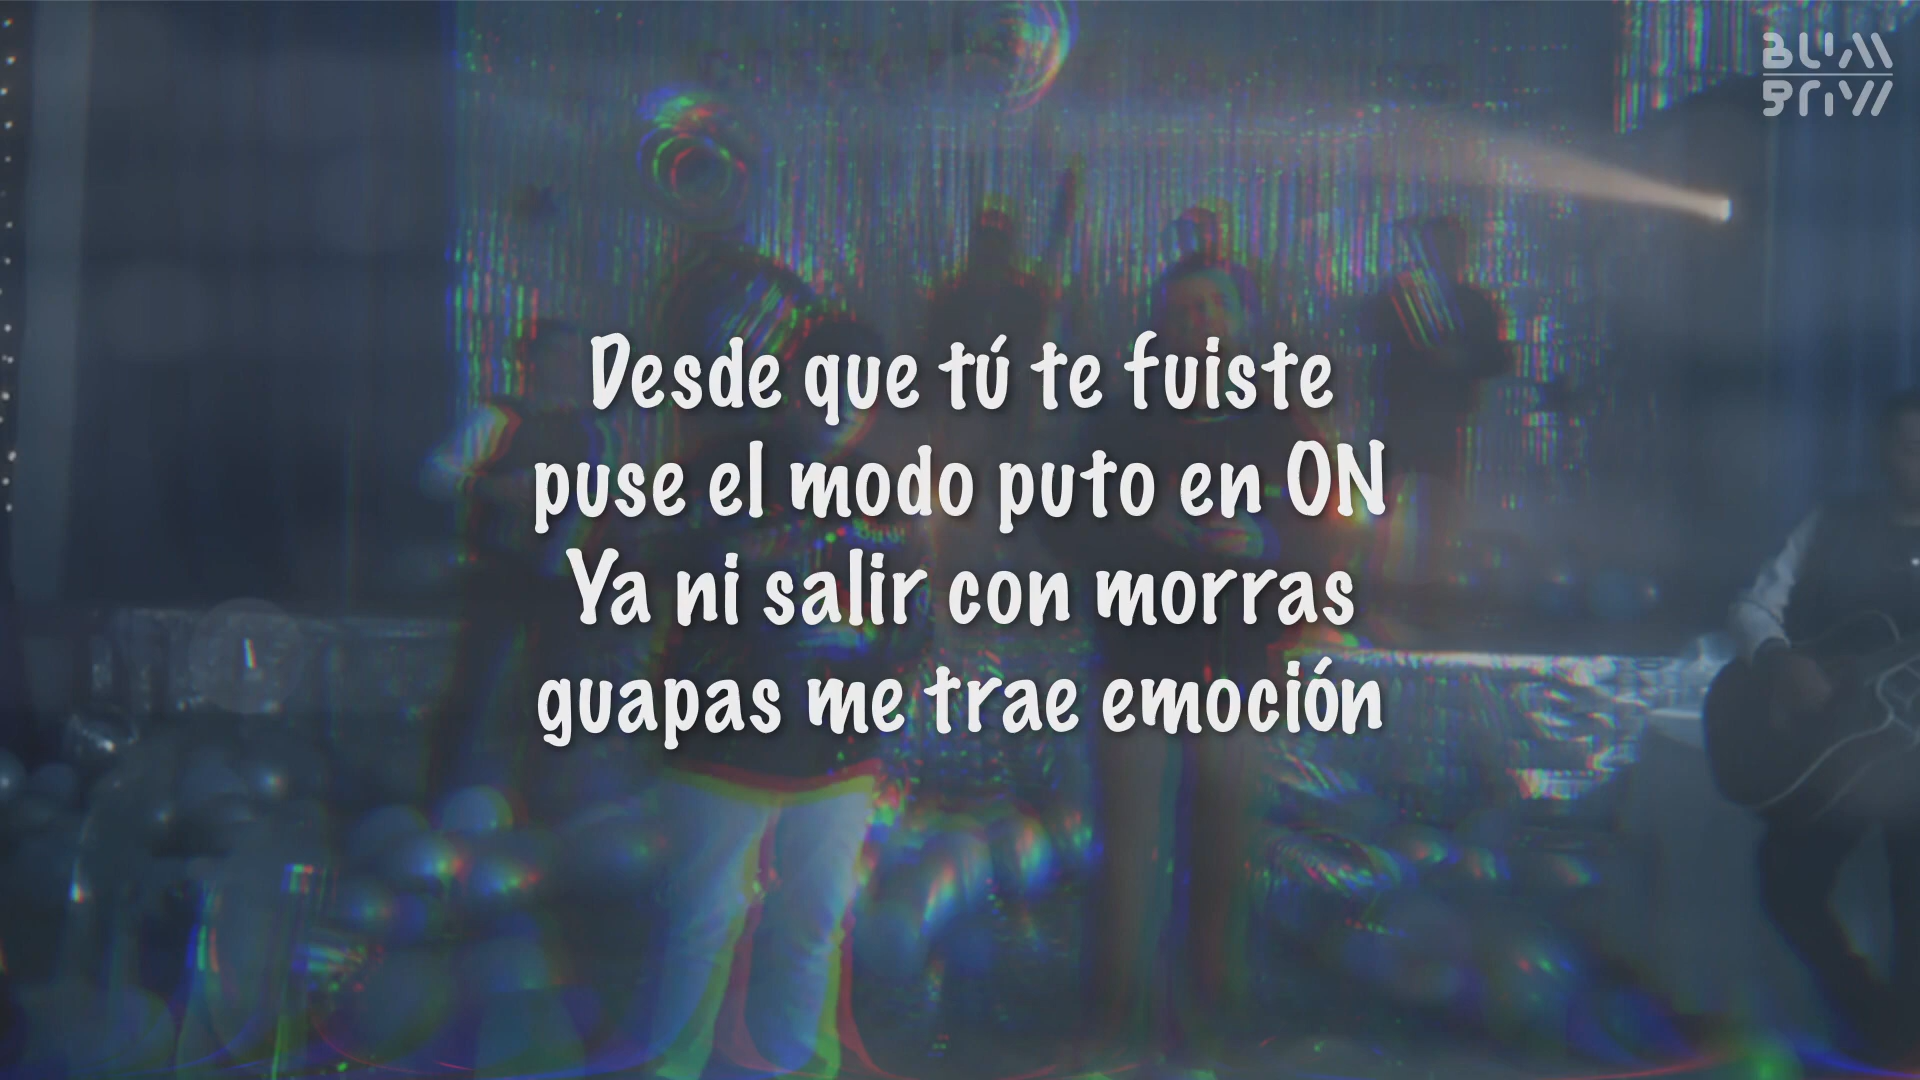 BUM
Desde que tú te fuiste
puse el modo puto en ON
Ya ni salir con morras
guapas me trae emoción